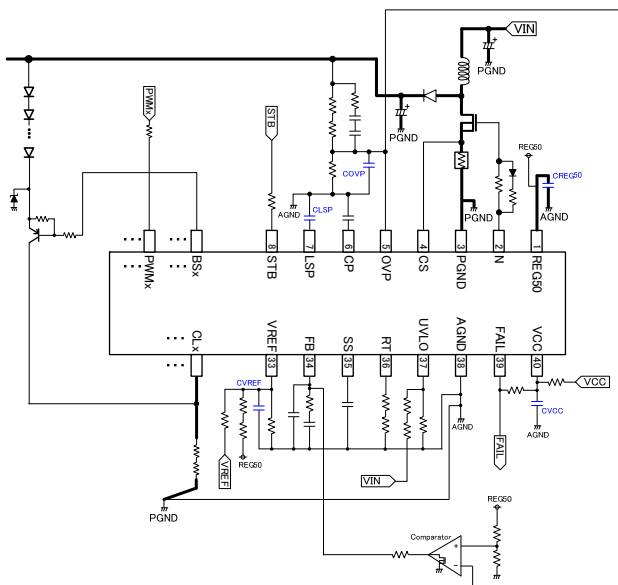 VIN
PGND
PWMx
STB
PGND
REG50
COVP
CREG50
AGND
CLSP
PGND
AGND
8
7
6
5
4
3
2
1
PWMx
BSx
STB
LSP
CP
OVP
CS
PGND
N
REG50
CLx
VREF
FB
SS
RT
UVLO
AGND
FAIL
VCC
33
34
35
36
37
38
39
40
CVREF
VCC
CVCC
AGND
AGND
REG50
VREF
VIN
FAIL
PGND
REG50
Comparator
+
−